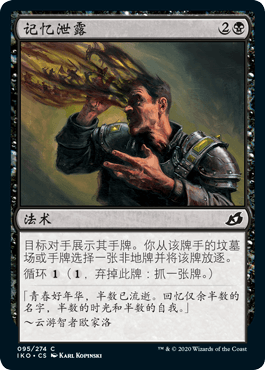 记忆泄露 2
法术
目标对手展示其手牌。你从该牌手的坟墓
场或手牌选择一张非地牌并将该牌放逐。
循环 1（1，弃掉此牌：抓一张牌。）
「青春好年华，半数已流逝。回忆仅余半数的
名字，半数的时光和半数的自我。」
～云游智者欧家洛
095/274 C
IKO • CS KARL KOPINSKI
™ & © 2020 Wizards of the Coast